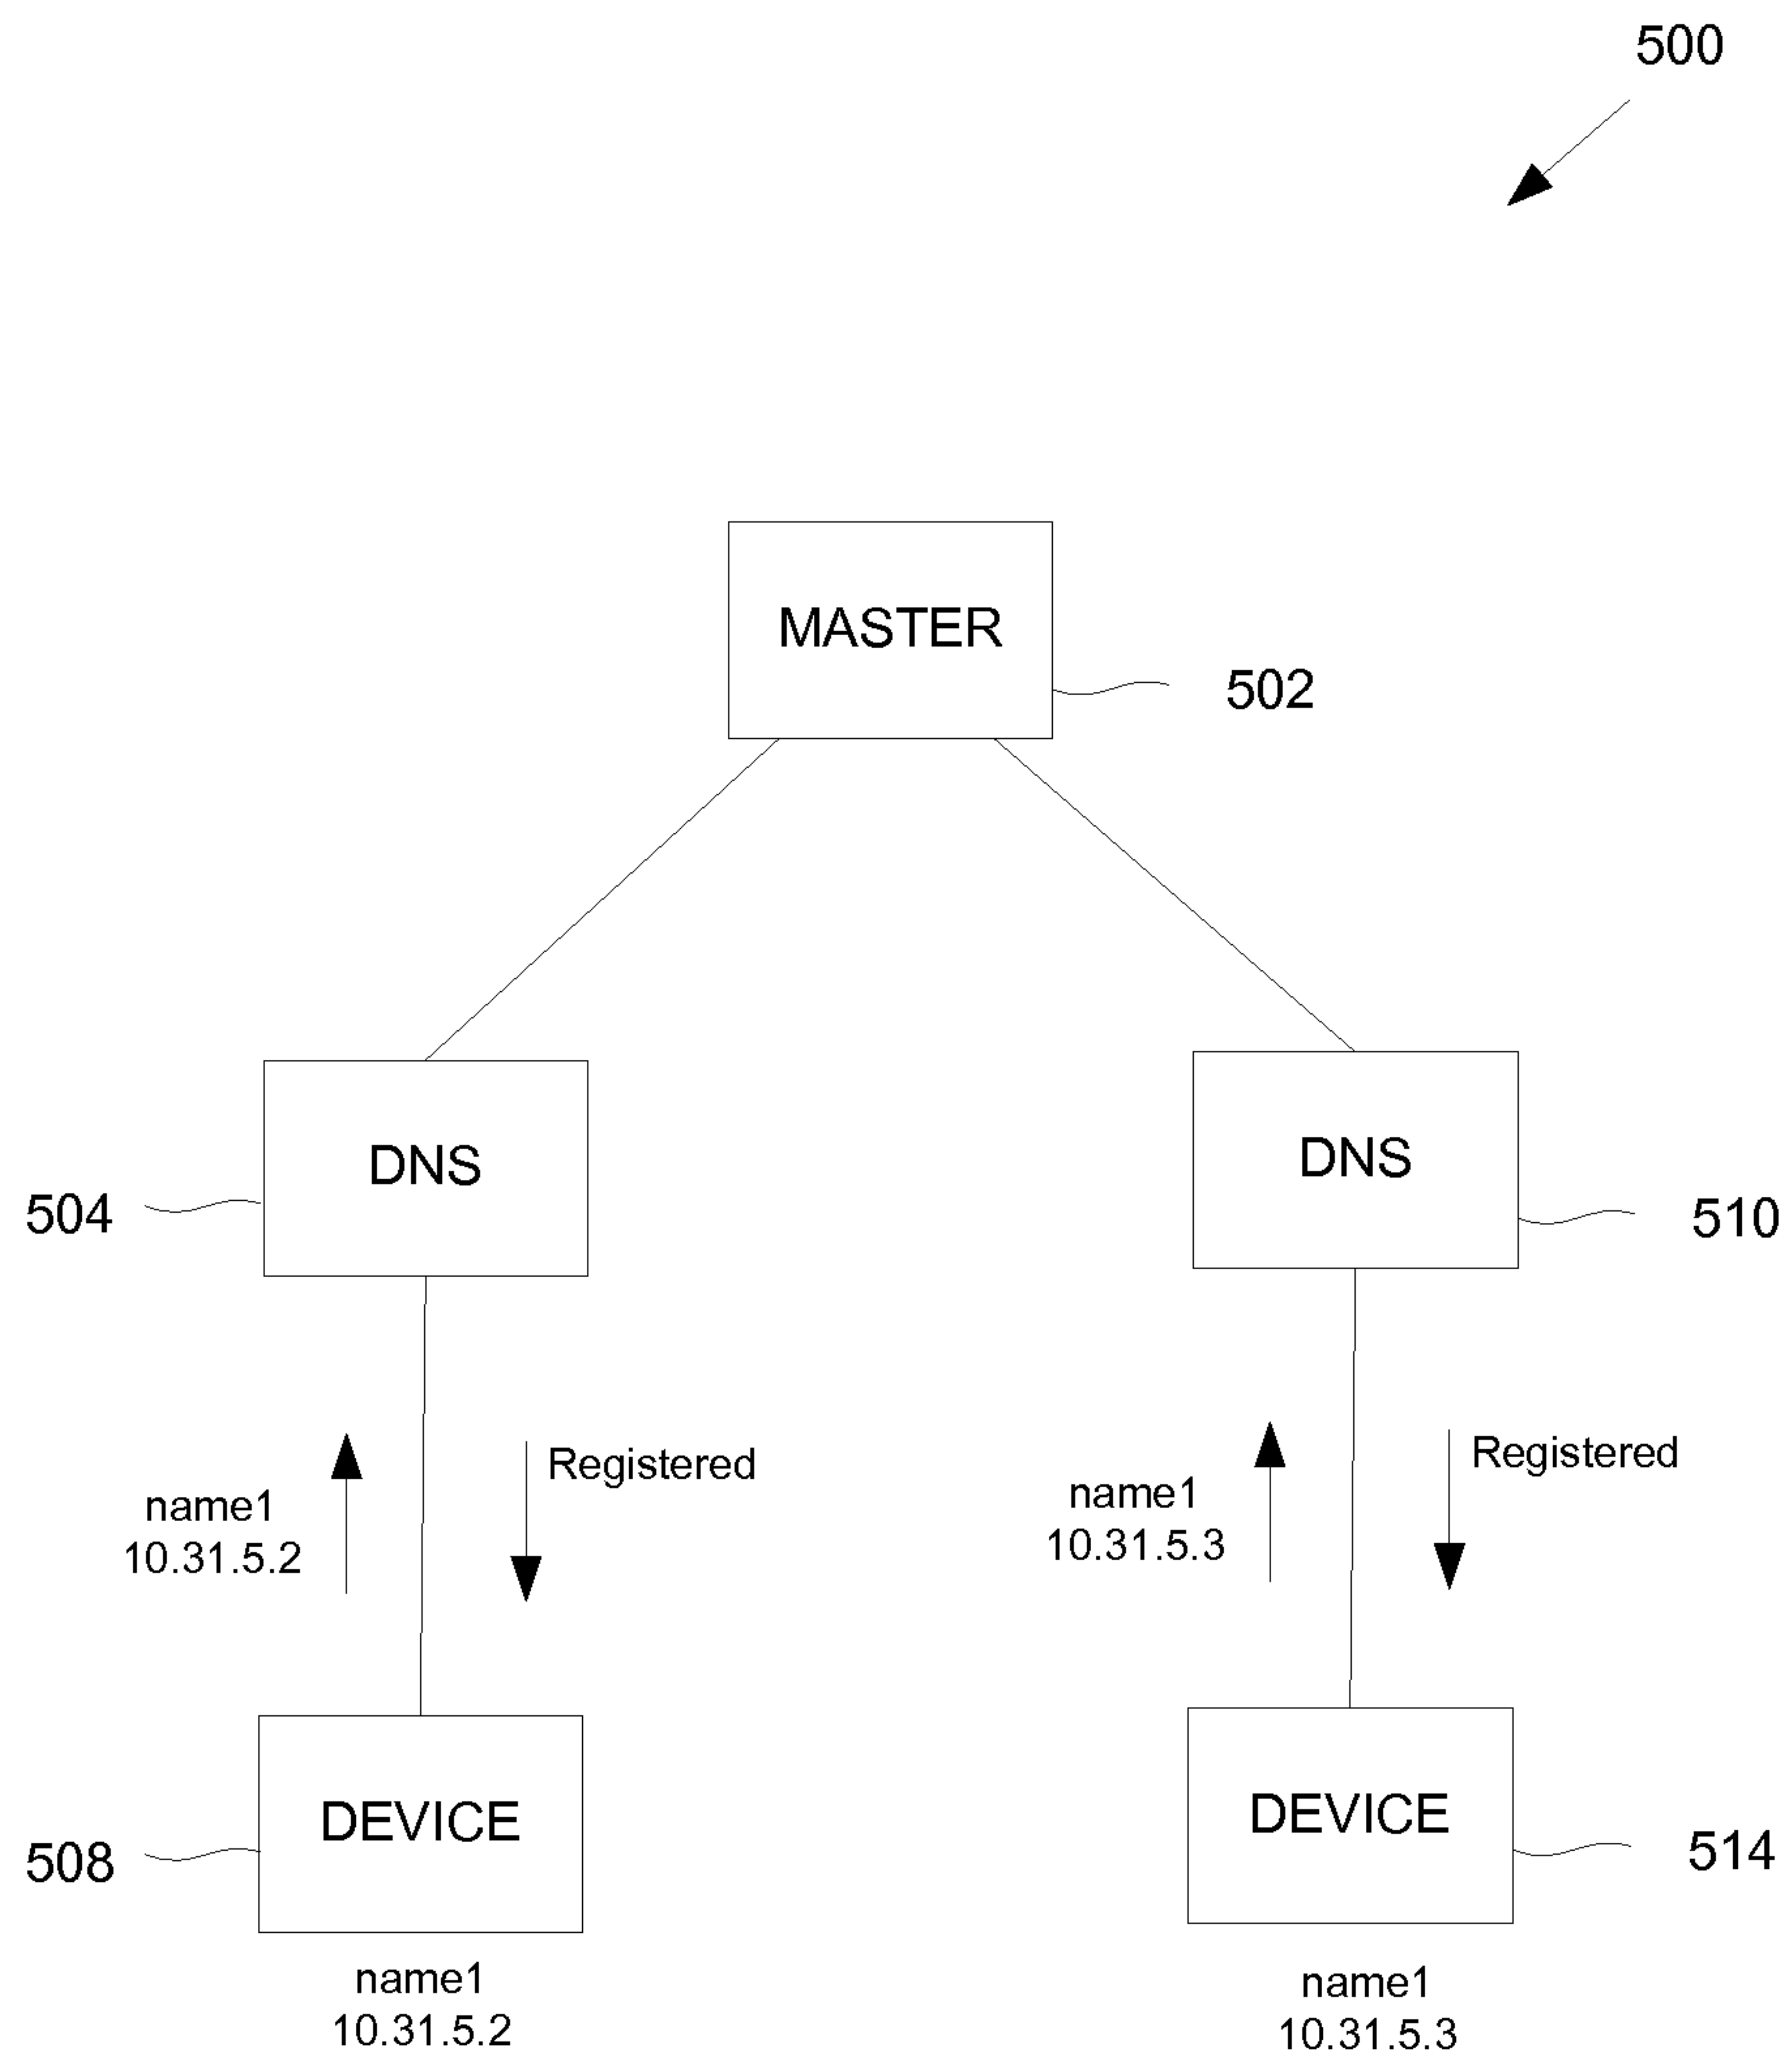 500
MASTER
502
DNS
504
DNS
510
name1
10.31.5.2
Registered
name1
10.31.5.3
Registered
DEVICE
508
name1
10.31.5.2
DEVICE
514
name1
10.31.5.3